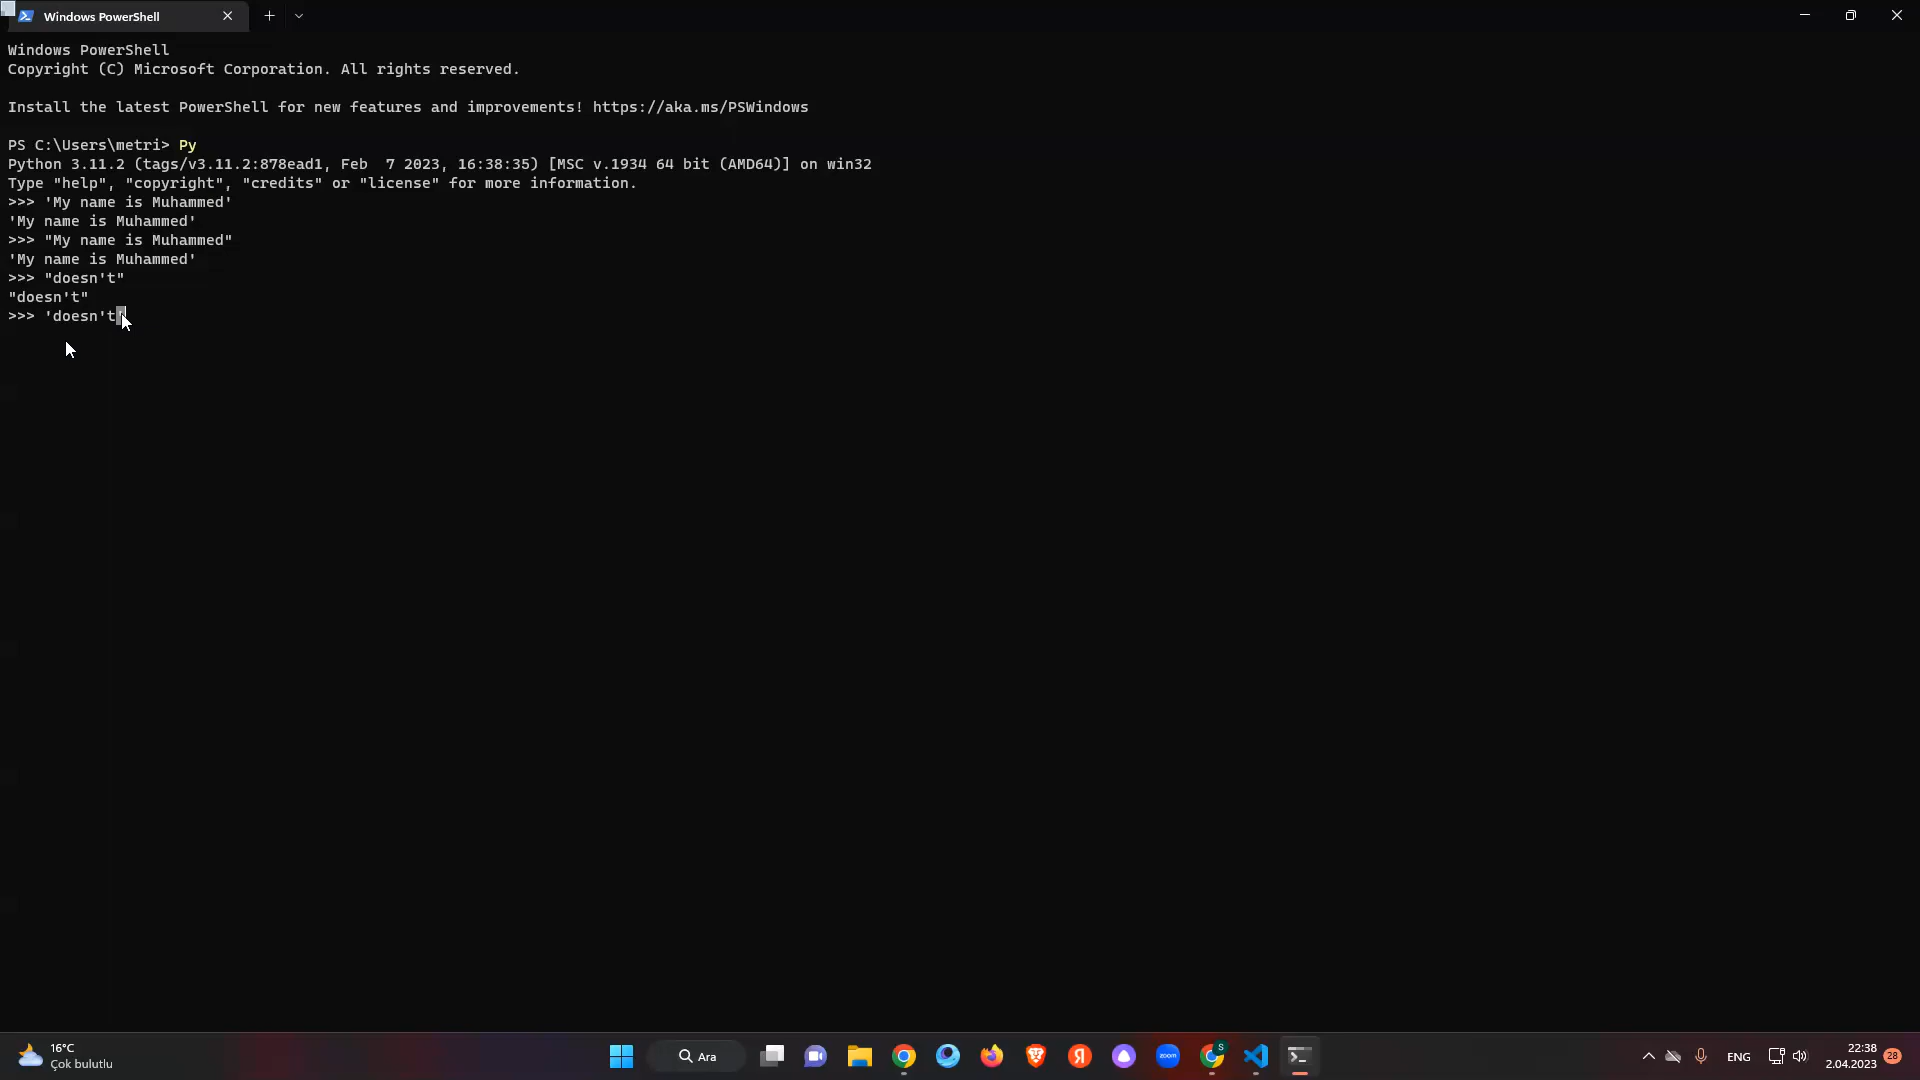 Windows PowerShell
Windows PowerShell
Copyright (C) Microsoft Corporation. All rights reserved.
Install the latest PowerShell for new features and improvements! https://aka.ms/PSWindows
PS C:\Users\metri> Py
Python 3.11.2 (tags/v3.11.2:878ead1, Feb  7 2023, 16:38:35) [MSC v.1934 64 bit (AMD64)] on win32
Type "help", "copyright", "credits" or "license" for more information.
>>> 'My name is Muhammed'
'My name is Muhammed'
>>> "My name is Muhammed"
'My name is Muhammed'
>>> "doesn't"
"doesn't"
>>> 'doesn't'
16°C
Çok bulutlu
Ara
zoom
S
ENG
22:38
2.04.2023
28